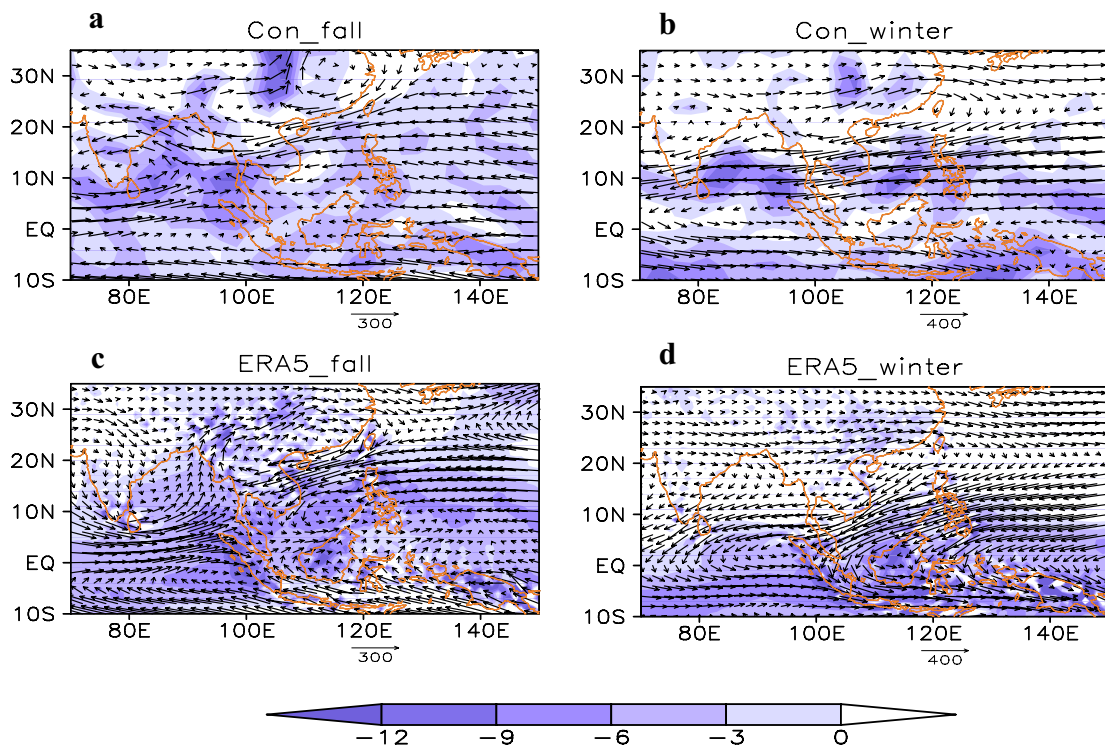 a
Con_fall
b
Con_winter
30N
20N
10N
EQ
10S
80E 100E 120E 140E
300
30N
20N
10N
EQ
10S
80E 100E 120E 140E
400
c
ERA5_fall
d
ERA5_winter
30N
20N
10N
EQ
10S
80E 100E 120E 140E
300
30N
20N
10N
EQ
10S
80E 100E 120E 140E
400
−12 −9 −6 −3 0